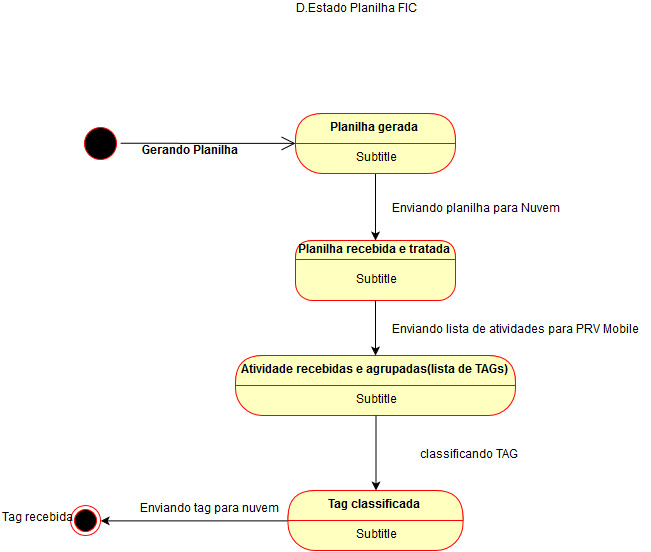 D.Estado Planilha FIC
Planilha gerada
Gerando Planilha
Subtitle
Enviando planilha para Nuvem
Planilha recebida e tratada
Subtitle
Enviando lista de atividades para PRV Mobile
Atividade recebidas e agrupadas(lista de TAGs)
Subtitle
classificando TAG
Tag classificada
Enviando tag para nuvem
Tag recebida
Subtitle